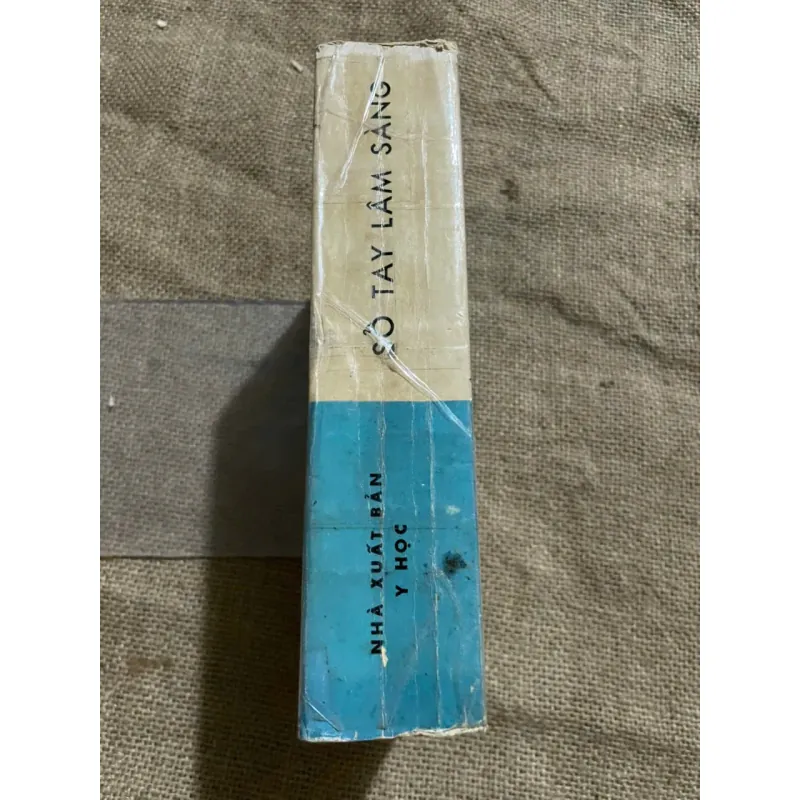 SỔ TAY LÂM SÀNG
NHÀ XUẤT BẢN
Y HỌC